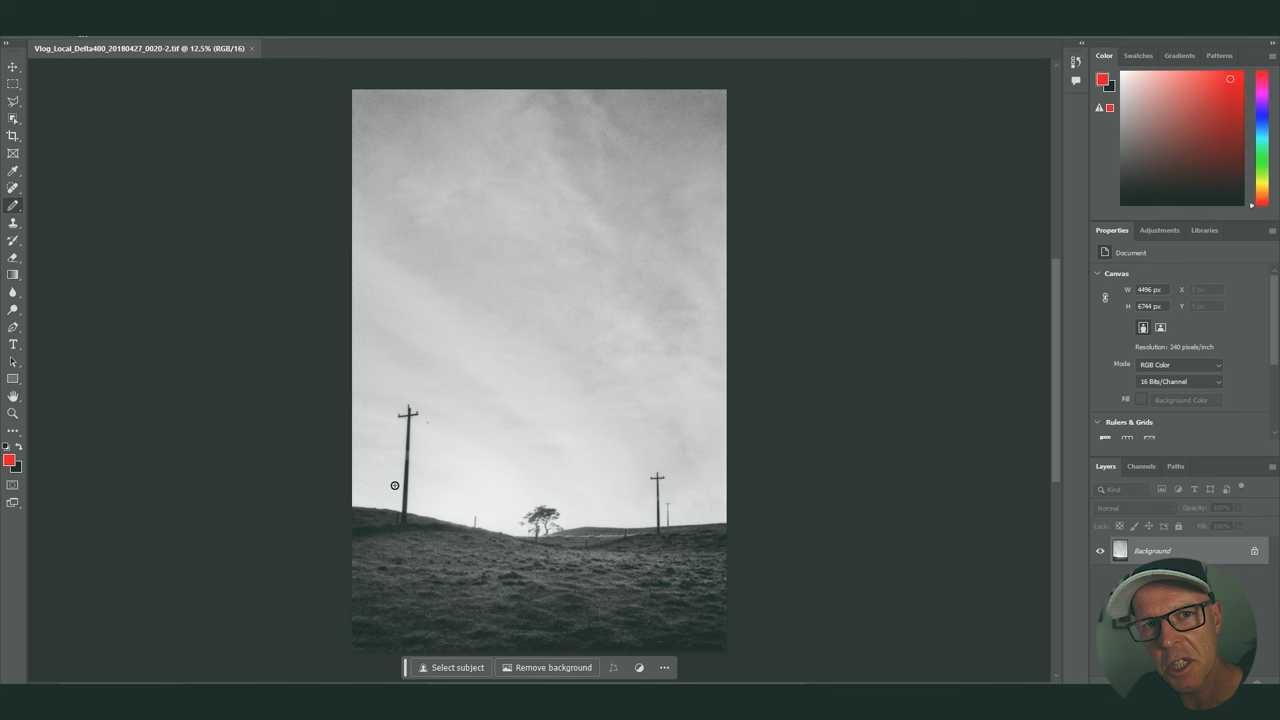 Vlog_Local_Delta400_20180427_0020-2.tif @ 12.5% (RGB/16) ×
Color Swatches Gradients Patterns
Properties Adjustments Libraries
Document
Canvas
W 4496 px X 0 px
H 6744 px Y 0 px
Resolution: 240 pixels/inch
Mode RGB Color
16 Bits/Channel
Fill Background Color
Rulers & Grids
Layers Channels Paths
Kind
Normal Opacity: 100%
Lock: Fill: 100%
Background
Select subject Remove background